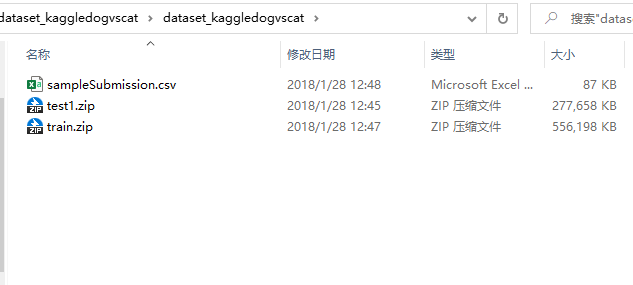 dataset_kaggledogvscat > dataset_kaggledogvscat >
搜索"datase
名称 修改日期 类型 大小
sampleSubmission.csv 2018/1/28 12:48 Microsoft Excel ... 87 KB
test1.zip 2018/1/28 12:45 ZIP 压缩文件 277,658 KB
train.zip 2018/1/28 12:47 ZIP 压缩文件 556,198 KB